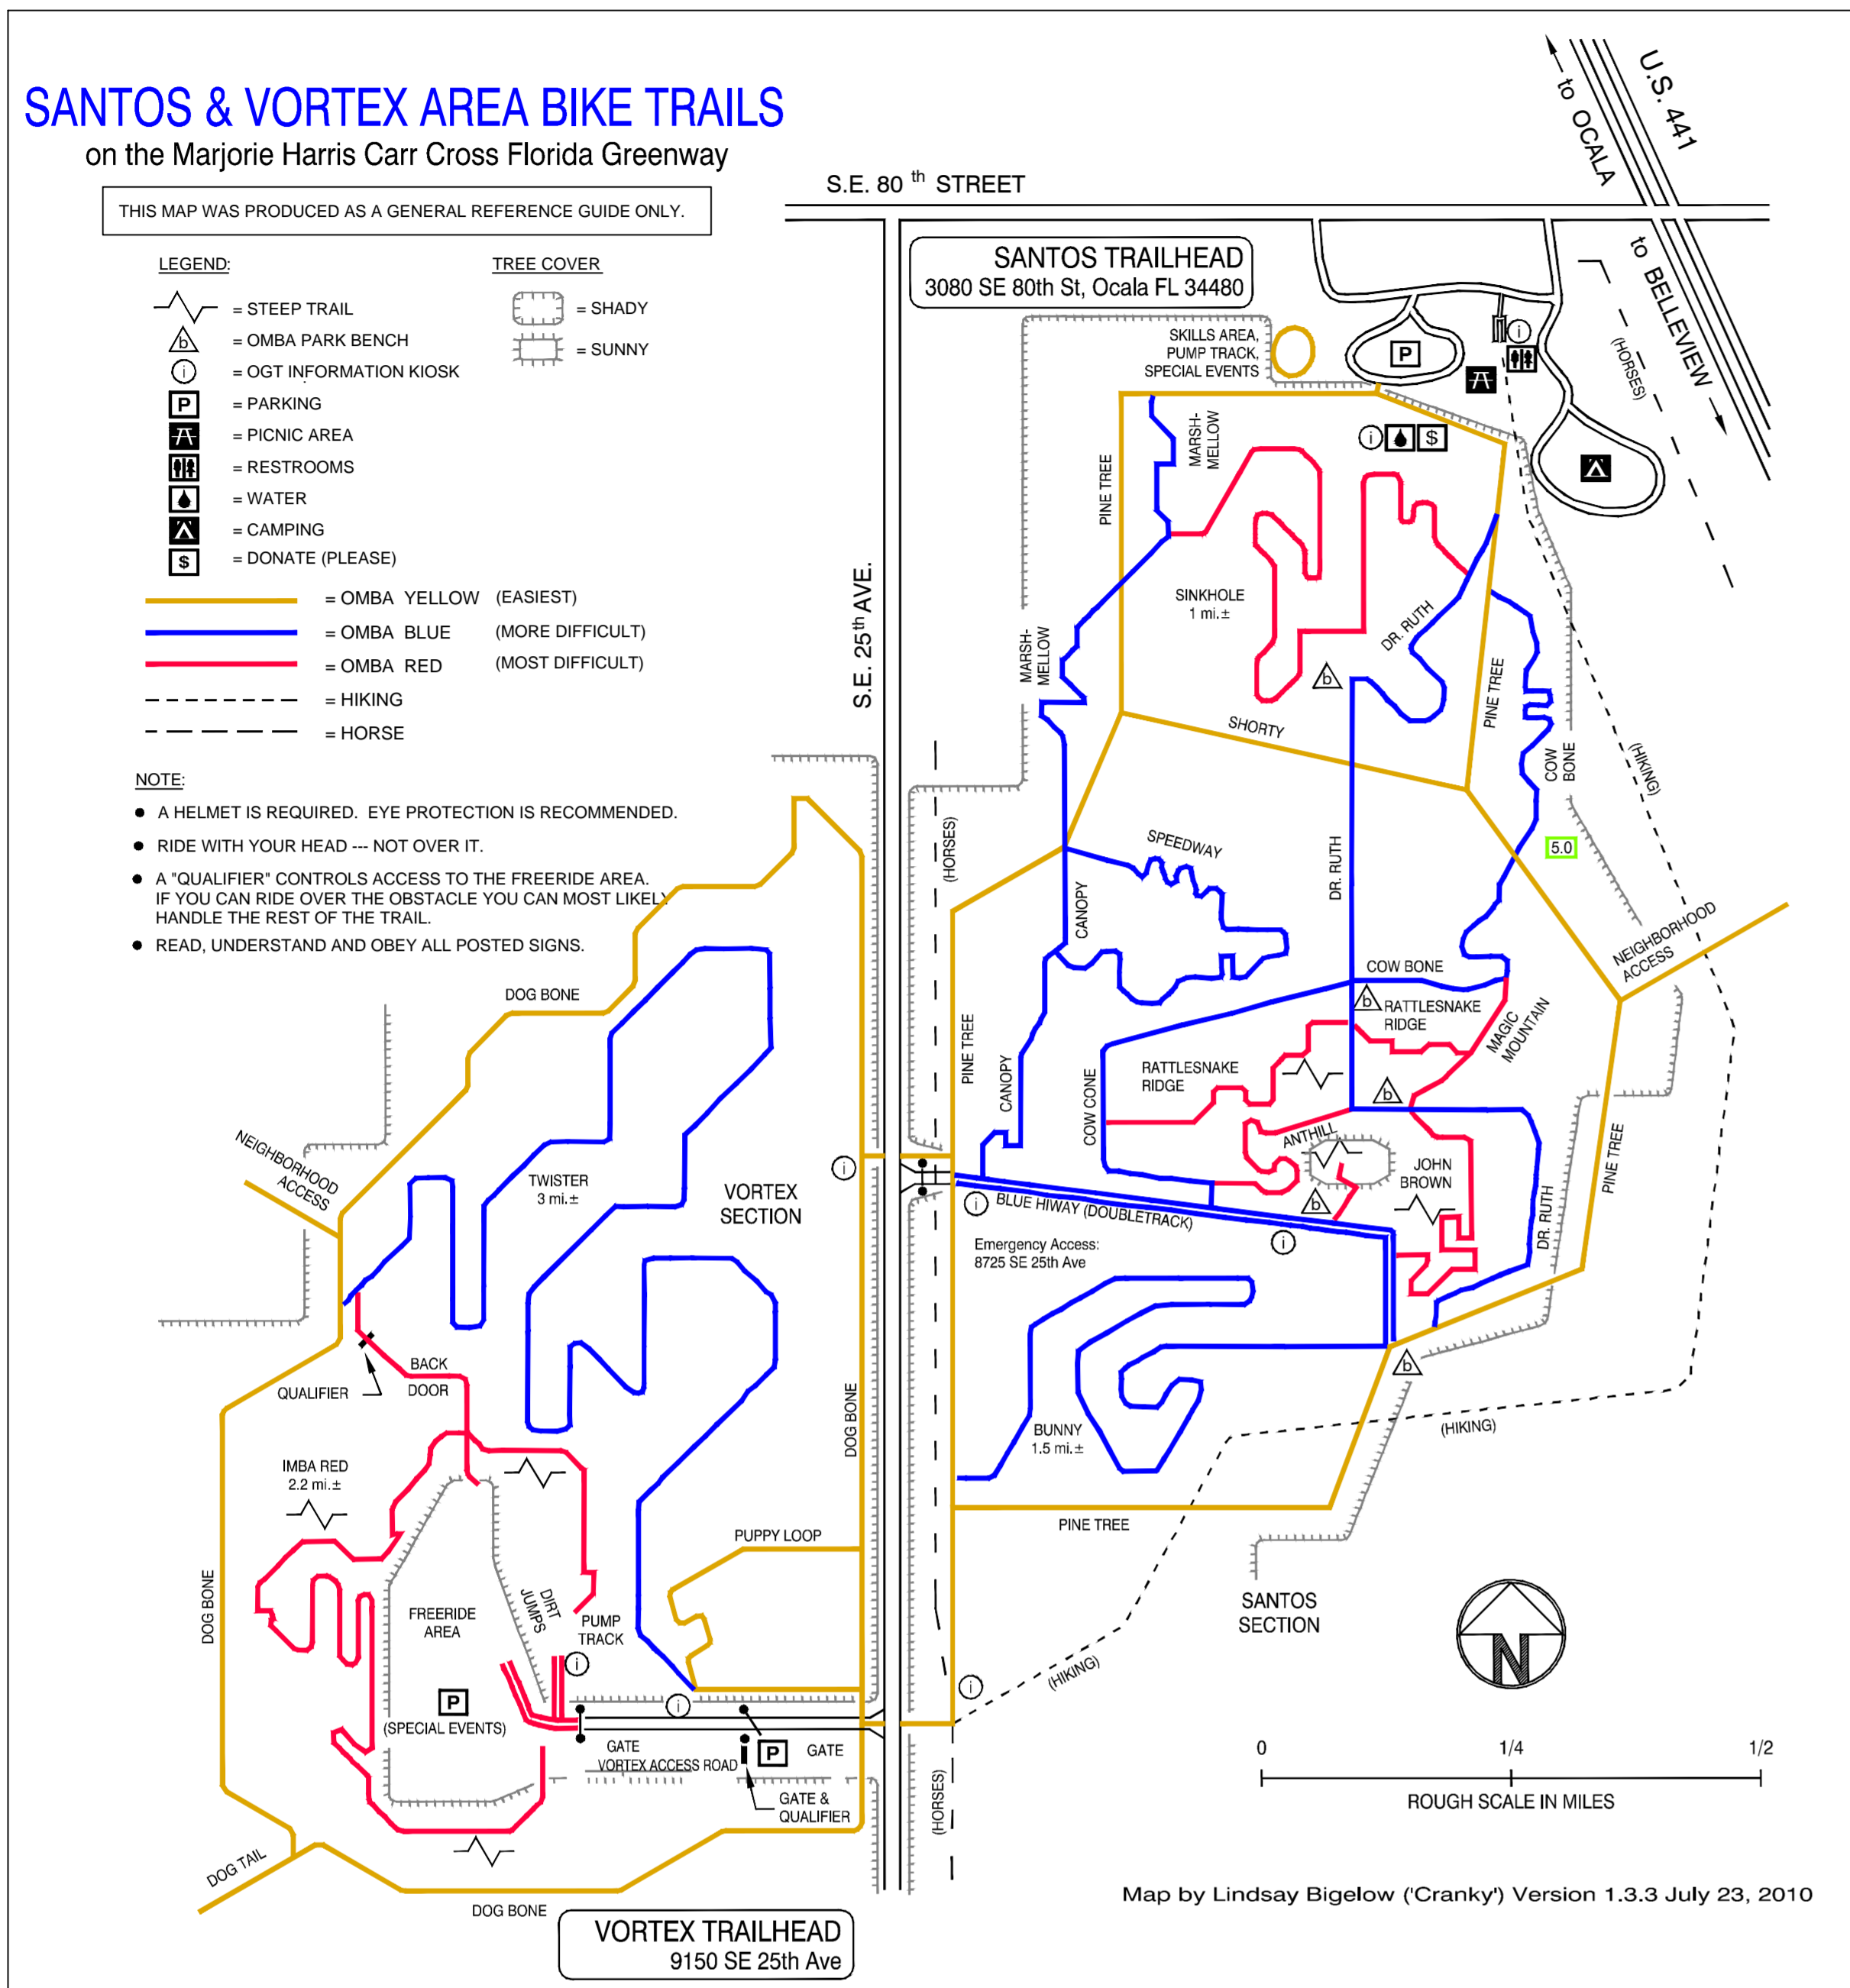 SANTOS & VORTEX AREA BIKE TRAILS
on the Marjorie Harris Carr Cross Florida Greenway
THIS MAP WAS PRODUCED AS A GENERAL REFERENCE GUIDE ONLY.
LEGEND:
= STEEP TRAIL
b = OMBA PARK BENCH
i = OGT INFORMATION KIOSK
P = PARKING
= PICNIC AREA
= RESTROOMS
= WATER
= CAMPING
$ = DONATE (PLEASE)
TREE COVER
= SHADY
= SUNNY
= OMBA YELLOW (EASIEST)
= OMBA BLUE (MORE DIFFICULT)
= OMBA RED (MOST DIFFICULT)
= HIKING
= HORSE
NOTE:
● A HELMET IS REQUIRED. EYE PROTECTION IS RECOMMENDED.
● RIDE WITH YOUR HEAD --- NOT OVER IT.
● A "QUALIFIER" CONTROLS ACCESS TO THE FREERIDE AREA.
IF YOU CAN RIDE OVER THE OBSTACLE YOU CAN MOST LIKELY
HANDLE THE REST OF THE TRAIL.
● READ, UNDERSTAND AND OBEY ALL POSTED SIGNS.
S.E. 80 th STREET
U.S. 441
to OCALA
to BELLEVIEW
(HORSES)
SANTOS TRAILHEAD
3080 SE 80th St, Ocala FL 34480
SKILLS AREA,
PUMP TRACK,
SPECIAL EVENTS
P
i
i
$
S.E. 25th AVE.
PINE TREE
MARSH-
MELLOW
SINKHOLE
1 mi.±
DR. RUTH
b
MARSH-
MELLOW
PINE TREE
SHORTY
COW
BONE
(HIKING)
5.0
(HORSES)
SPEEDWAY
CANOPY
DR. RUTH
NEIGHBORHOOD
ACCESS
COW BONE
b
RATTLESNAKE
RIDGE
MAGIC
MOUNTAIN
PINE TREE
CANOPY
COW CONE
RATTLESNAKE
RIDGE
b
ANTHILL
JOHN
BROWN
b
DR. RUTH
PINE TREE
i
i
BLUE HIWAY (DOUBLETRACK)
i
Emergency Access:
8725 SE 25th Ave
b
BUNNY
1.5 mi.±
(HIKING)
PINE TREE
SANTOS
SECTION
(HIKING)
i
N
0 1/4 1/2
ROUGH SCALE IN MILES
(HORSES)
DOG BONE
NEIGHBORHOOD
ACCESS
TWISTER
3 mi.±
VORTEX
SECTION
BACK
DOOR
QUALIFIER
DOG BONE
IMBA RED
2.2 mi.±
PUPPY LOOP
DOG BONE
FREERIDE
AREA
DIRT
JUMPS
PUMP
TRACK
i
i
P
(SPECIAL EVENTS)
GATE
VORTEX ACCESS ROAD
P
GATE
GATE &
QUALIFIER
DOG TAIL
DOG BONE
VORTEX TRAILHEAD
9150 SE 25th Ave
Map by Lindsay Bigelow ('Cranky') Version 1.3.3 July 23, 2010